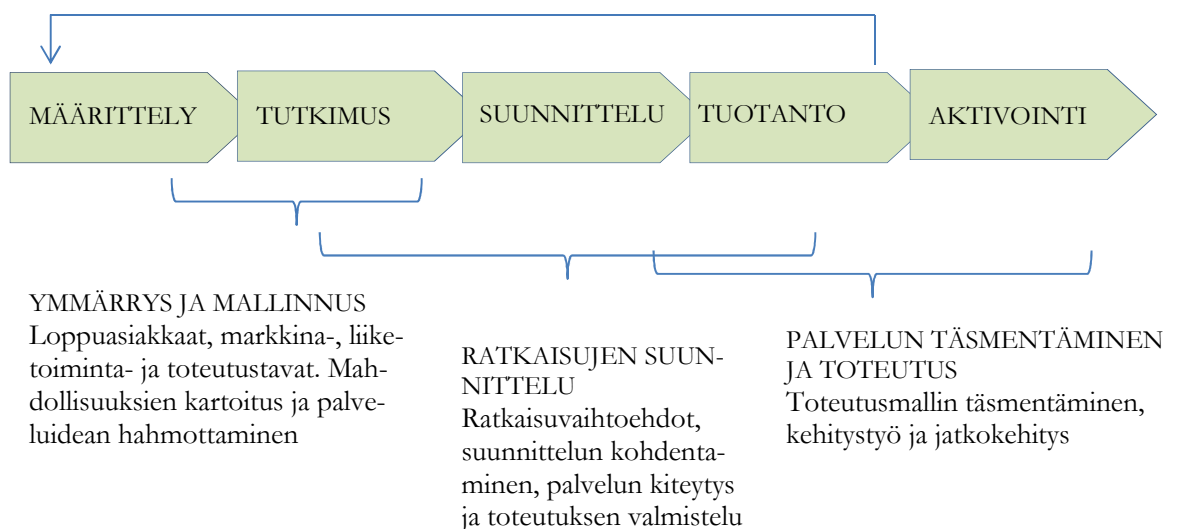 MÄÄRITTELY
TUTKIMUS
SUUNNITTELU
TUOTANTO
AKTIVOINTI
YMMÄRRYS JA MALLINNUS
Loppuasiakkaat, markkina-, liike-
toiminta- ja toteutustavat. Mah-
dollisuuksien kartoitus ja palve-
luidean hahmottaminen
RATKAISUJEN SUUN-
NITTELU
Ratkaisuvaihtoehdot,
suunnittelun kohdenta-
minen, palvelun kiteytys
ja toteutuksen valmistelu
PALVELUN TÄSMENTÄMINEN
JA TOTEUTUS
Toteutusmallin täsmentäminen,
kehitystyö ja jatkokehitys